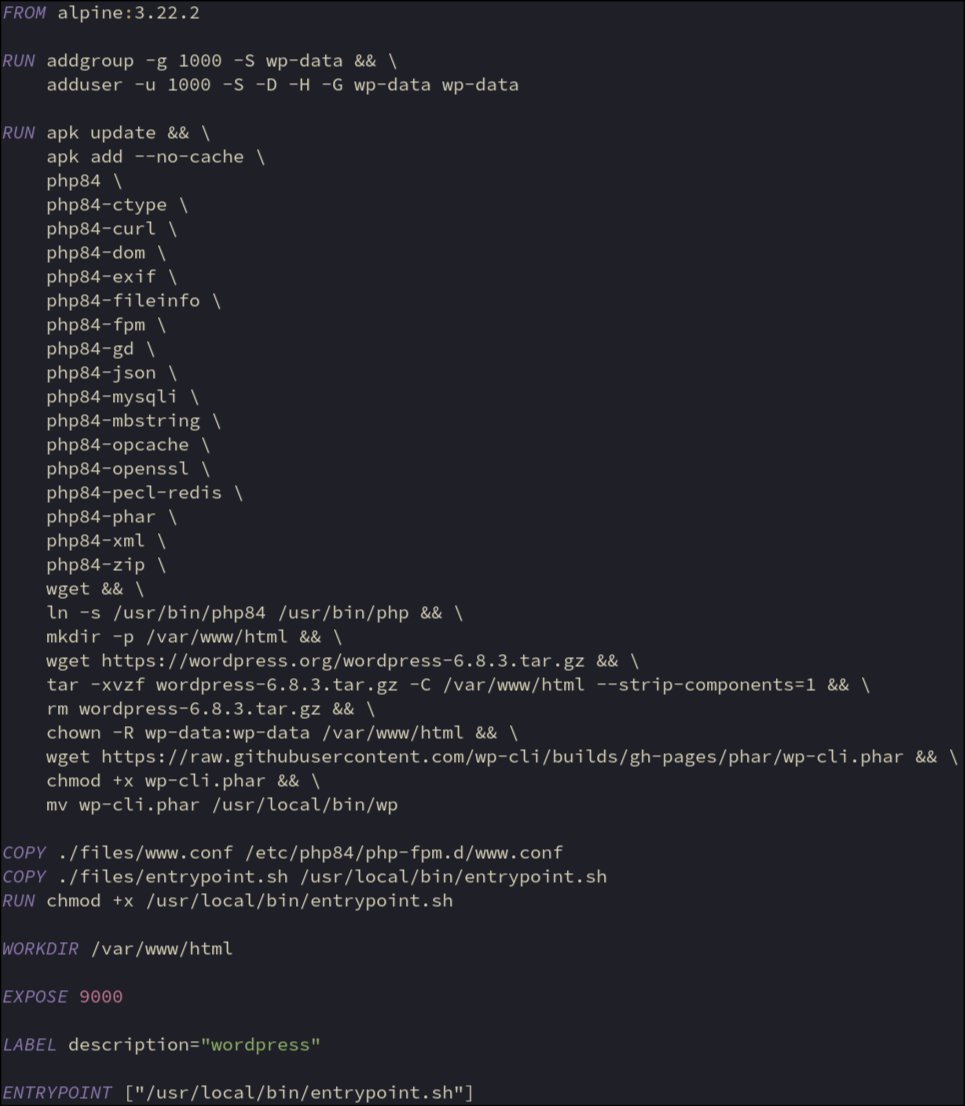 FROM alpine:3.22.2

RUN addgroup -g 1000 -S wp-data && \
    adduser -u 1000 -S -D -H -G wp-data wp-data

RUN apk update && \
    apk add --no-cache \
    php84 \
    php84-ctype \
    php84-curl \
    php84-dom \
    php84-exif \
    php84-fileinfo \
    php84-fpm \
    php84-gd \
    php84-json \
    php84-mysqli \
    php84-mbstring \
    php84-opcache \
    php84-openssl \
    php84-pecl-redis \
    php84-phar \
    php84-xml \
    php84-zip \
    wget && \
    ln -s /usr/bin/php84 /usr/bin/php && \
    mkdir -p /var/www/html && \
    wget https://wordpress.org/wordpress-6.8.3.tar.gz && \
    tar -xvzf wordpress-6.8.3.tar.gz -C /var/www/html --strip-components=1 && \
    rm wordpress-6.8.3.tar.gz && \
    chown -R wp-data:wp-data /var/www/html && \
    wget https://raw.githubusercontent.com/wp-cli/builds/gh-pages/phar/wp-cli.phar && \
    chmod +x wp-cli.phar && \
    mv wp-cli.phar /usr/local/bin/wp

COPY ./files/www.conf /etc/php84/php-fpm.d/www.conf
COPY ./files/entrypoint.sh /usr/local/bin/entrypoint.sh
RUN chmod +x /usr/local/bin/entrypoint.sh

WORKDIR /var/www/html

EXPOSE 9000

LABEL description="wordpress"

ENTRYPOINT ["/usr/local/bin/entrypoint.sh"]